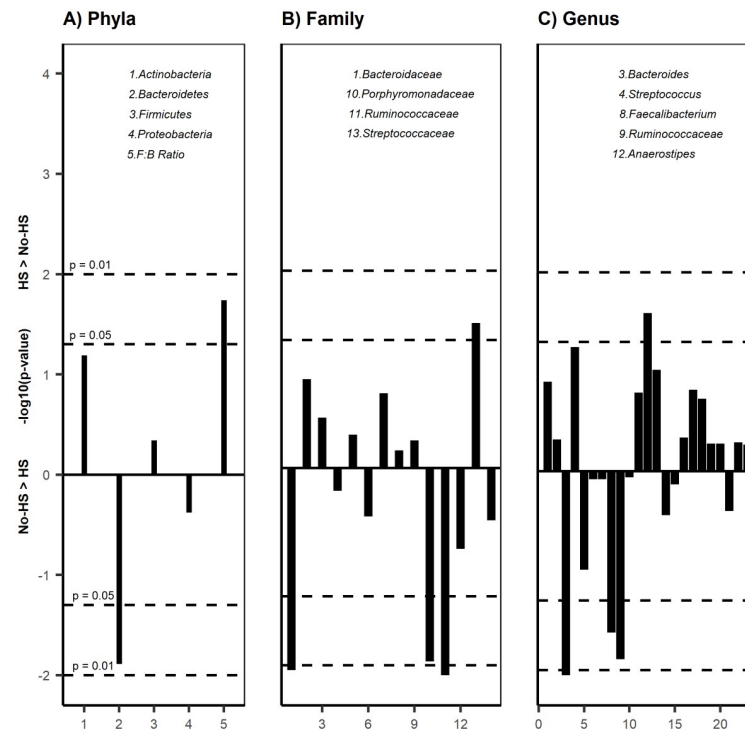 A) Phyla
B) Family
C) Genus
1.Actinobacteria
2.Bacteroidetes
3.Firmicutes
4.Proteobacteria
5.F:B Ratio
1.Bacteroidaceae
10.Porphyromonadaceae
11.Ruminococcaceae
13.Streptococcaceae
3.Bacteroides
4.Streptococcus
8.Faecalibacterium
9.Ruminococcaceae
12.Anaerostipes
HS > No-HS
-log10(p-value)
No-HS > HS
4
3
2
1
0
-1
-2
p = 0.01
p = 0.05
p = 0.05
p = 0.01
1 2 3 4 5
3 6 9 12
0 5 10 15 20